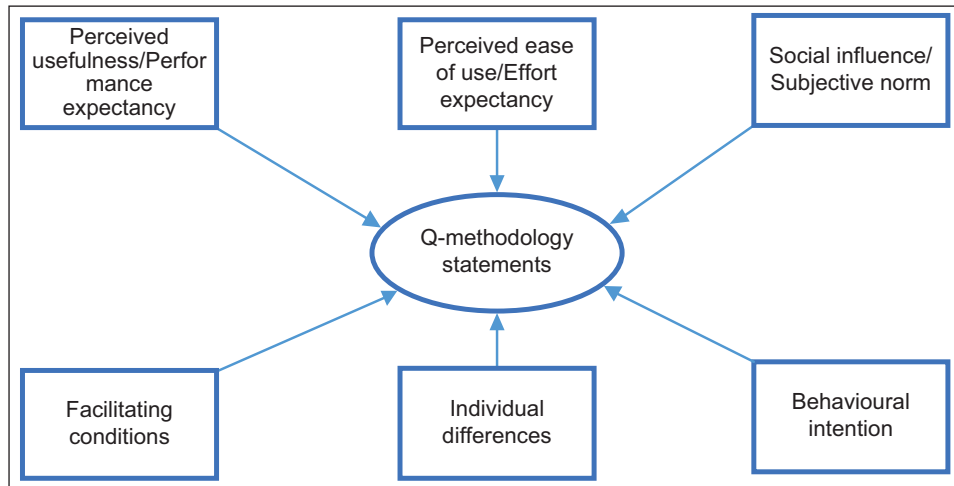 Perceived
usefulness/Perfor
mance
expectancy
Perceived ease
of use/Effort
expectancy
Social influence/
Subjective norm
Q-methodology
statements
Facilitating
conditions
Individual
differences
Behavioural
intention